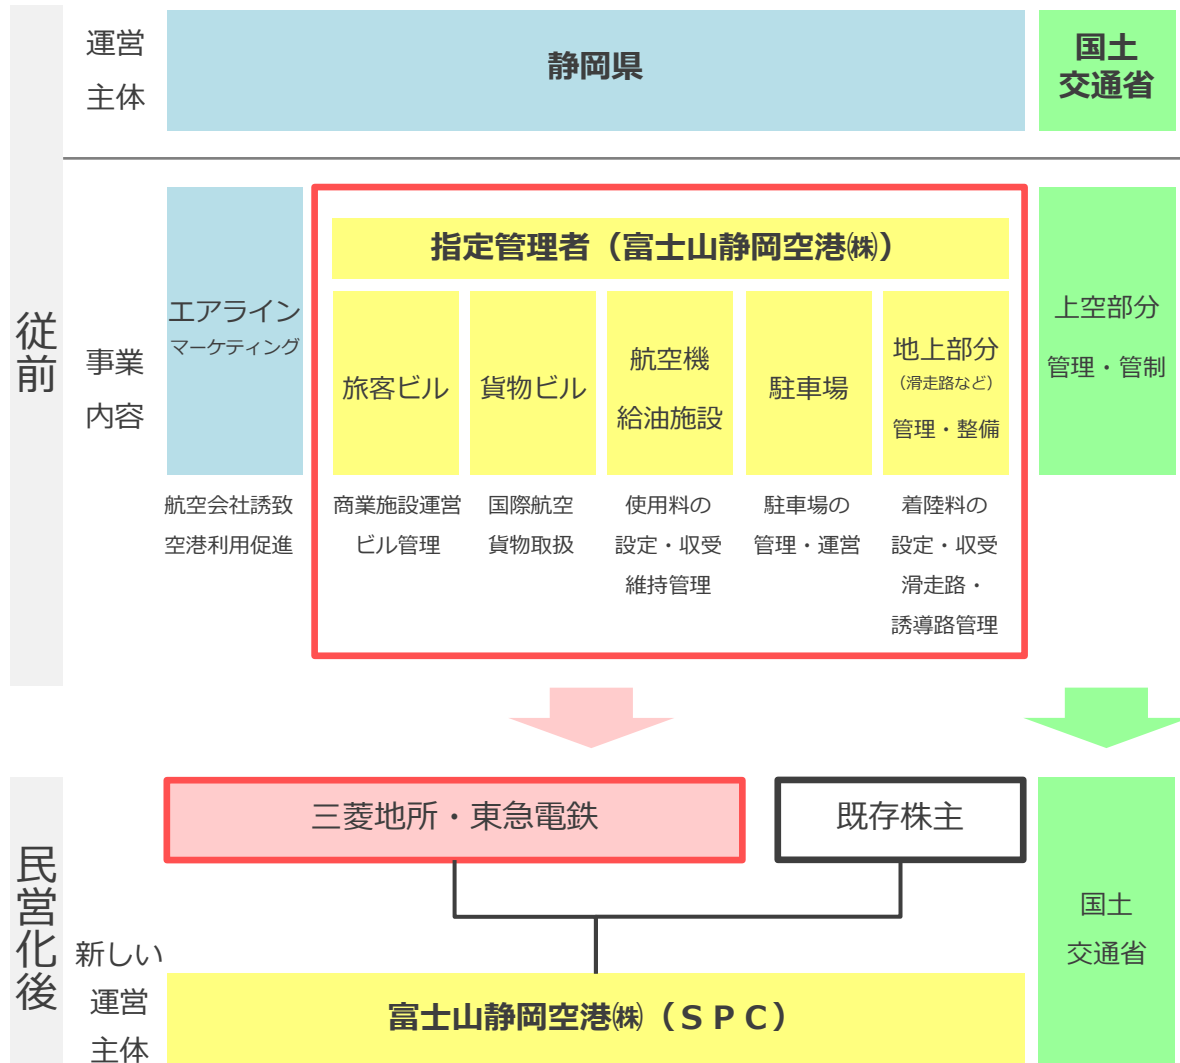 従前
運営
主体
静岡県
国土
交通省
事業
内容
エアライン
マーケティング
航空会社誘致
空港利用促進
指定管理者（富士山静岡空港㈱）
旅客ビル
商業施設運営
ビル管理
貨物ビル
国際航空
貨物取扱
航空機
給油施設
使用料の
設定・収受
維持管理
駐車場
駐車場の
管理・運営
地上部分
（滑走路など）
管理・整備
着陸料の
設定・収受
滑走路・
誘導路管理
上空部分
管理・管制
民営化後
三菱地所・東急電鉄
既存株主
新しい
運営
主体
富士山静岡空港㈱（ＳＰＣ）
国土
交通省